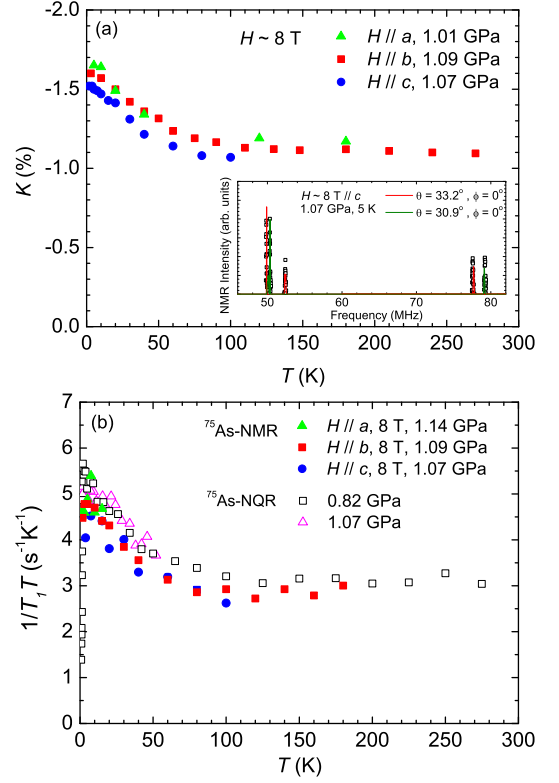 (a)
H ~ 8 T
H // a, 1.01 GPa
H // b, 1.09 GPa
H // c, 1.07 GPa
-2.0
-1.5
-1.0
-0.5
0.0
K (%)
H ~ 8 T // c
1.07 GPa, 5 K
θ = 33.2°, ϕ = 0°
θ = 30.9°, ϕ = 0°
NMR Intensity (arb. units)
50 60 70 80
Frequency (MHz)
0 50 100 150 200 250 300
T (K)
(b)
⁷⁵As-NMR
H // a, 8 T, 1.14 GPa
H // b, 8 T, 1.09 GPa
H // c, 8 T, 1.07 GPa
⁷⁵As-NQR
0.82 GPa
1.07 GPa
7
6
5
4
3
2
1
0
1/T₁T (s⁻¹K⁻¹)
0 50 100 150 200 250 300
T (K)